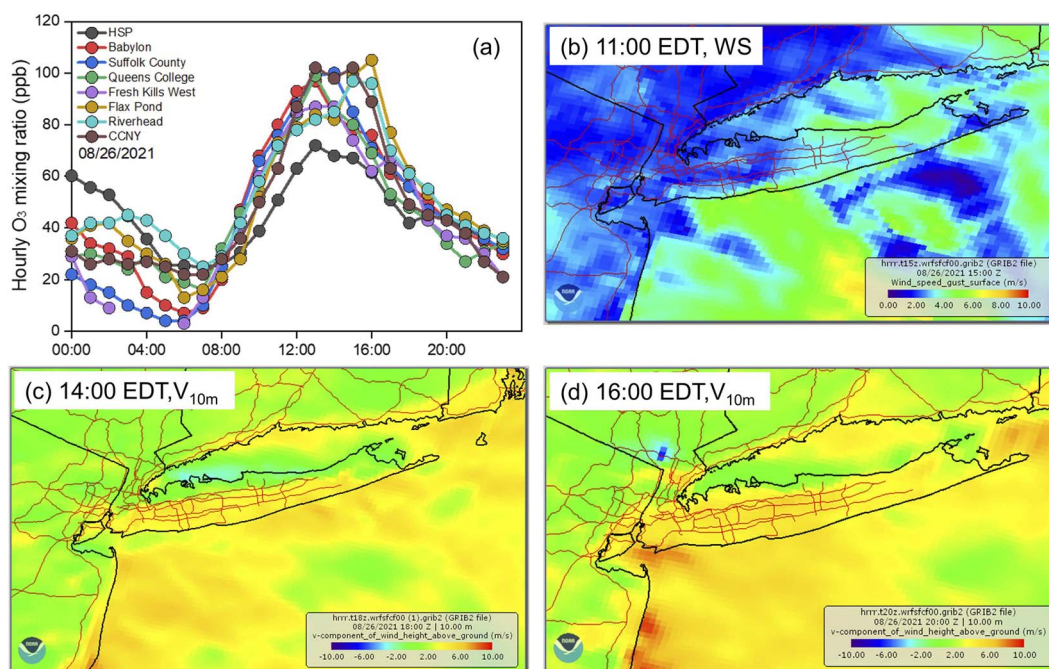 120
100
80
60
40
20
0
Hourly O₃ mixing ratio (ppb)
HSP
Babylon
Suffolk County
Queens College
Fresh Kills West
Flax Pond
Riverhead
CCNY
08/26/2021
(a)
00:00 04:00 08:00 12:00 16:00 20:00
(b) 11:00 EDT, WS
hrrr.t15z.wrfsfcf00.grib2 (GRIB2 file)
08/26/2021 15:00 Z
Wind_speed_gust_surface (m/s)
0.00 2.00 4.00 6.00 8.00 10.00
NOAA
(c) 14:00 EDT,V₁₀ₘ
hrrr.t18z.wrfsfcf00 (1).grib2 (GRIB2 file)
08/26/2021 18:00 Z | 10.00 m
v-component_of_wind_height_above_ground (m/s)
-10.00 -6.00 -2.00 2.00 6.00 10.00
NOAA
(d) 16:00 EDT,V₁₀ₘ
hrrr.t20z.wrfsfcf00.grib2 (GRIB2 file)
08/26/2021 20:00 Z | 10.00 m
v-component_of_wind_height_above_ground (m/s)
-10.00 -6.00 -2.00 2.00 6.00 10.00
NOAA